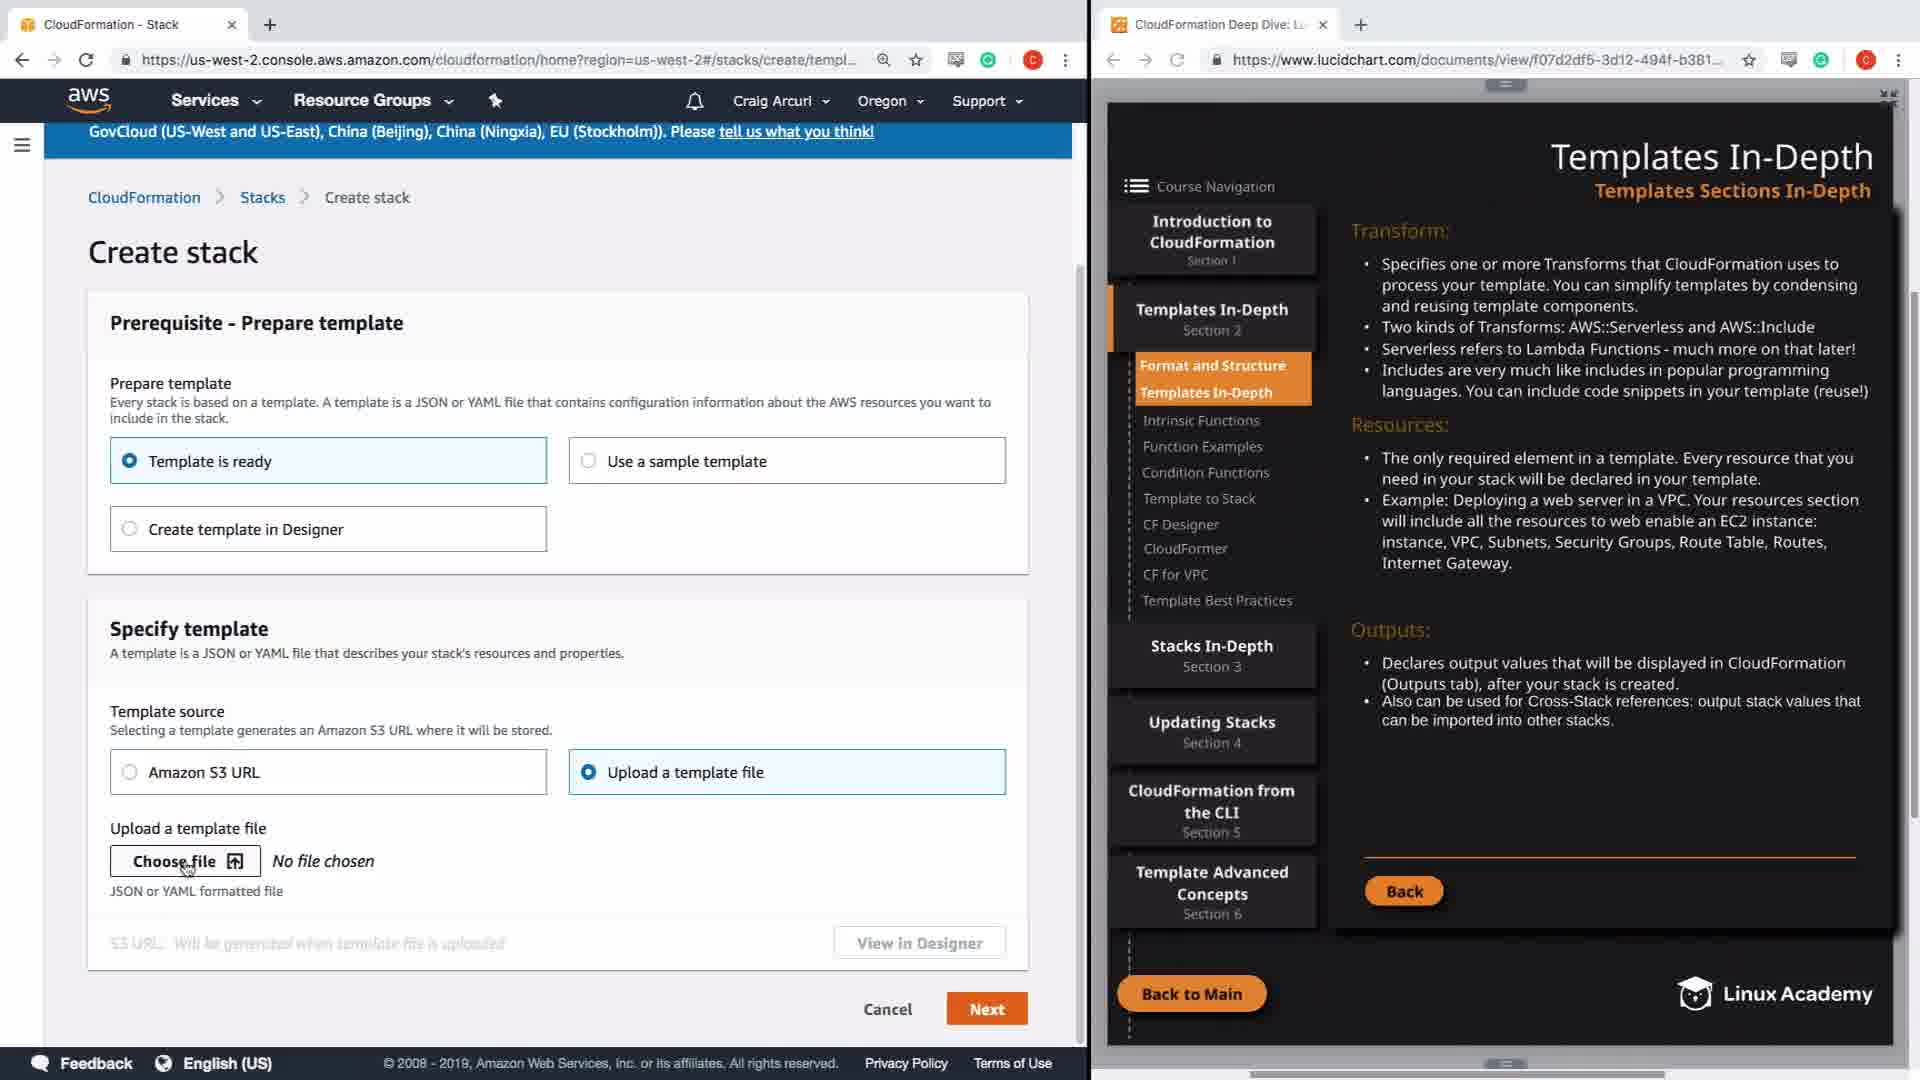 CloudFormation - Stack
https://us-west-2.console.aws.amazon.com/cloudformation/home?region=us-west-2#/stacks/create/templ...
C
aws
Services
Resource Groups
Craig Arcuri
Oregon
Support
GovCloud (US-West and US-East), China (Beijing), China (Ningxia), EU (Stockholm)). Please tell us what you think!
CloudFormation > Stacks > Create stack
Create stack
Prerequisite - Prepare template
Prepare template
Every stack is based on a template. A template is a JSON or YAML file that contains configuration information about the AWS resources you want to
include in the stack.
Template is ready
Use a sample template
Create template in Designer
Specify template
A template is a JSON or YAML file that describes your stack's resources and properties.
Template source
Selecting a template generates an Amazon S3 URL where it will be stored.
Amazon S3 URL
Upload a template file
Upload a template file
Choose file
No file chosen
JSON or YAML formatted file
S3 URL: Will be generated when template file is uploaded
View in Designer
Cancel
Next
Feedback
English (US)
© 2008 - 2019, Amazon Web Services, Inc. or its affiliates. All rights reserved.
Privacy Policy
Terms of Use
CloudFormation Deep Dive: Lu
https://www.lucidchart.com/documents/view/f07d2df5-3d12-494f-b381...
C
Templates In-Depth
Templates Sections In-Depth
Course Navigation
Introduction to
CloudFormation
Section 1
Templates In-Depth
Section 2
Format and Structure
Templates In-Depth
Intrinsic Functions
Function Examples
Condition Functions
Template to Stack
CF Designer
CloudFormer
CF for VPC
Template Best Practices
Stacks In-Depth
Section 3
Updating Stacks
Section 4
CloudFormation from
the CLI
Section 5
Template Advanced
Concepts
Section 6
Back to Main
Transform:
• Specifies one or more Transforms that CloudFormation uses to
process your template. You can simplify templates by condensing
and reusing template components.
• Two kinds of Transforms: AWS::Serverless and AWS::Include
• Serverless refers to Lambda Functions - much more on that later!
• Includes are very much like includes in popular programming
languages. You can include code snippets in your template (reuse!)
Resources:
• The only required element in a template. Every resource that you
need in your stack will be declared in your template.
• Example: Deploying a web server in a VPC. Your resources section
will include all the resources to web enable an EC2 instance:
instance, VPC, Subnets, Security Groups, Route Table, Routes,
Internet Gateway.
Outputs:
• Declares output values that will be displayed in CloudFormation
(Outputs tab), after your stack is created.
• Also can be used for Cross-Stack references: output stack values that
can be imported into other stacks.
Back
Linux Academy